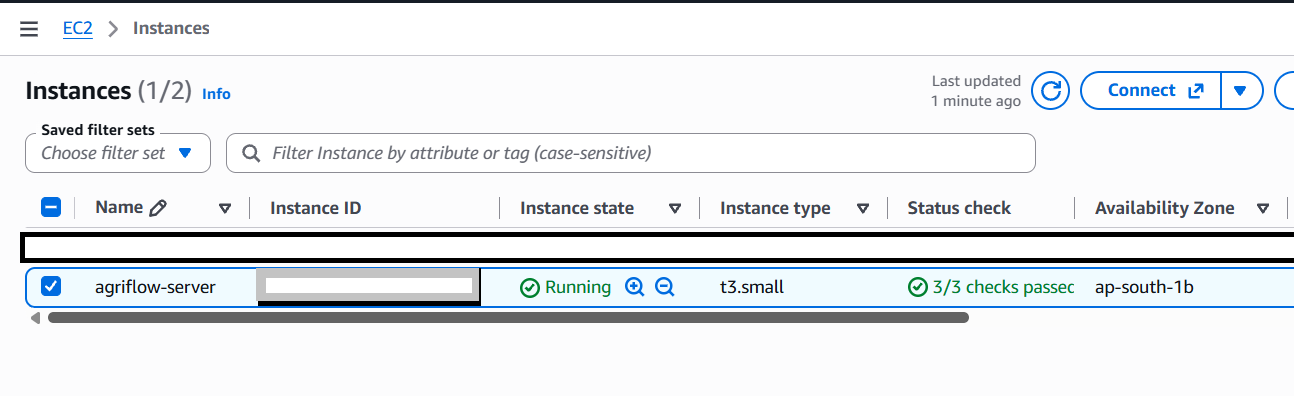 EC2 > Instances
Instances (1/2) Info
Last updated
1 minute ago
Connect
Saved filter sets
Choose filter set
Filter Instance by attribute or tag (case-sensitive)
Name Instance ID Instance state Instance type Status check Availability Zone
agriflow-server Running t3.small 3/3 checks passed ap-south-1b